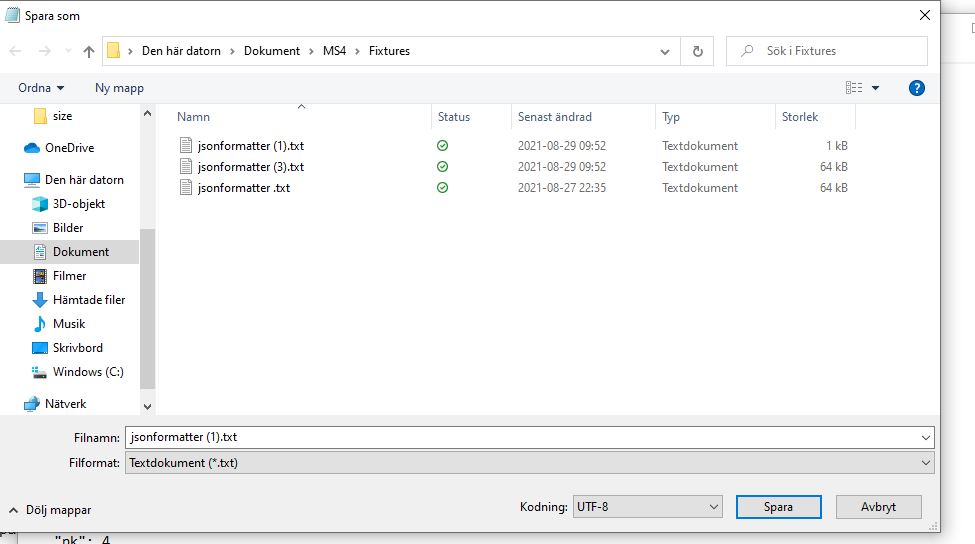 Spara som
Den här datorn
Dokument
MS4
Fixtures
Sök i Fixtures
Ordna
Ny mapp
?
size
OneDrive
Den här datorn
3D-objekt
Bilder
Dokument
Filmer
Hämtade filer
Musik
Skrivbord
Windows (C:)
Nätverk
Namn Status Senast ändrad Typ Storlek
jsonformatter (1).txt 2021-08-29 09:52 Textdokument 1 kB
jsonformatter (3).txt 2021-08-29 09:52 Textdokument 64 kB
jsonformatter .txt 2021-08-27 22:35 Textdokument 64 kB
Filnamn: jsonformatter (1).txt
Filformat: Textdokument (*.txt)
Dölj mappar
Kodning: UTF-8
Spara
Avbryt
"pk": 4